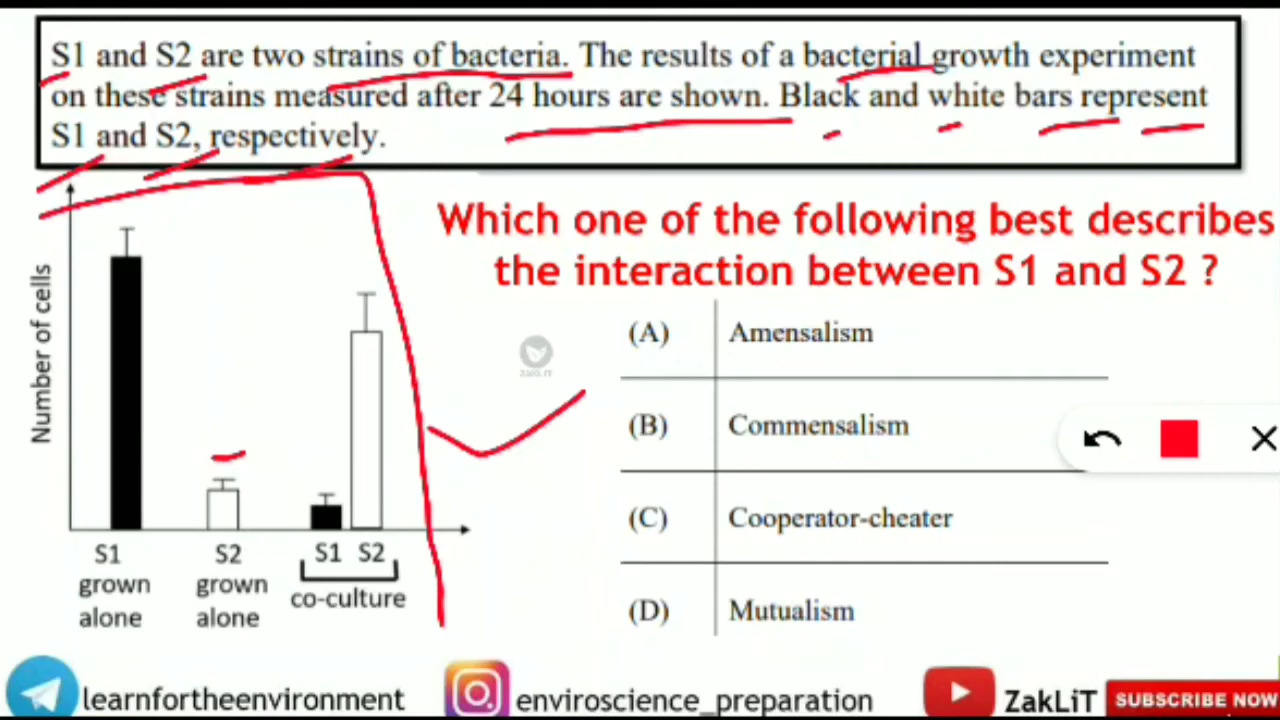 S1 and S2 are two strains of bacteria. The results of a bacterial growth experiment
on these strains measured after 24 hours are shown. Black and white bars represent
S1 and S2, respectively.
Which one of the following best describes
the interaction between S1 and S2 ?
Number of cells
S1
grown
alone
S2
grown
alone
S1 S2
co-culture
ZAKLIT
(A) Amensalism
(B) Commensalism
(C) Cooperator-cheater
(D) Mutualism
learnfortheenvironment
enviroscience_preparation
ZakLiT
SUBSCRIBE NOW